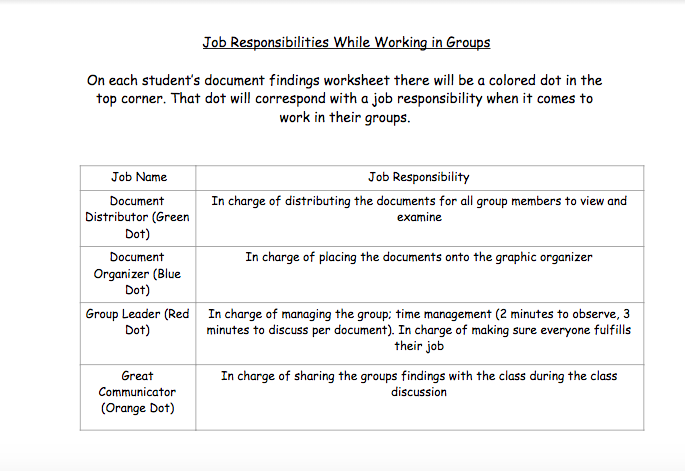 Job Responsibilities While Working in Groups
On each student's document findings worksheet there will be a colored dot in the
top corner. That dot will correspond with a job responsibility when it comes to
work in their groups.
Job Name
Job Responsibility
Document
Distributor (Green
Dot)
In charge of distributing the documents for all group members to view and
examine
Document
Organizer (Blue
Dot)
In charge of placing the documents onto the graphic organizer
Group Leader (Red
Dot)
In charge of managing the group; time management (2 minutes to observe, 3
minutes to discuss per document). In charge of making sure everyone fulfills
their job
Great
Communicator
(Orange Dot)
In charge of sharing the groups findings with the class during the class
discussion